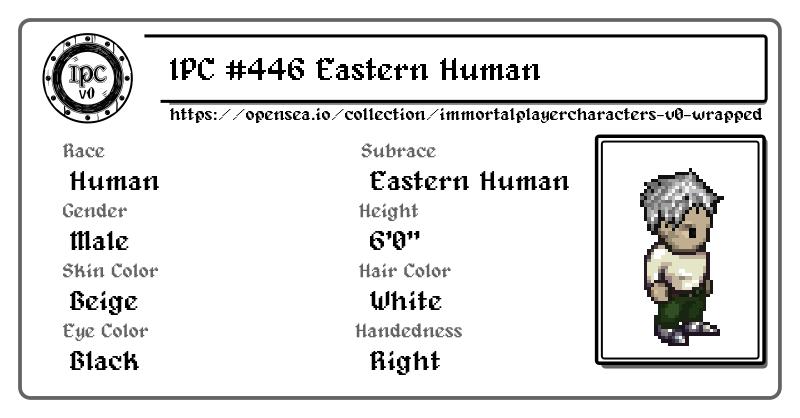 IPC
v0
IPC #446 Eastern Human
https://opensea.io/collection/immortalplayercharacters-v0-wrapped
Race
Human
Subrace
Eastern Human
Gender
Male
Height
6'0"
Skin Color
Beige
Hair Color
White
Eye Color
Black
Handedness
Right